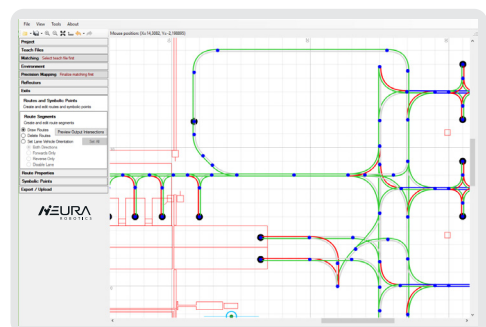 File View Tools About
Mouse position: (X=14.3882, Y=-2.198000)
Project
Teach Files
Matching Select teach file first
Environment
Precision Mapping Finalize matching first
Reflectors
Exits
Routes and Symbolic Points
Create and edit routes and symbolic points
Route Segments
Create and edit route segments
Draw Routes Preview Output Intersections
Delete Routes
Set Lane Vehicle Orientation Set All
Both Directions
Forwards Only
Reverse Only
Disable Lane
Route Properties
Symbolic Points
Export / Upload
NEURA
ROBOTICS